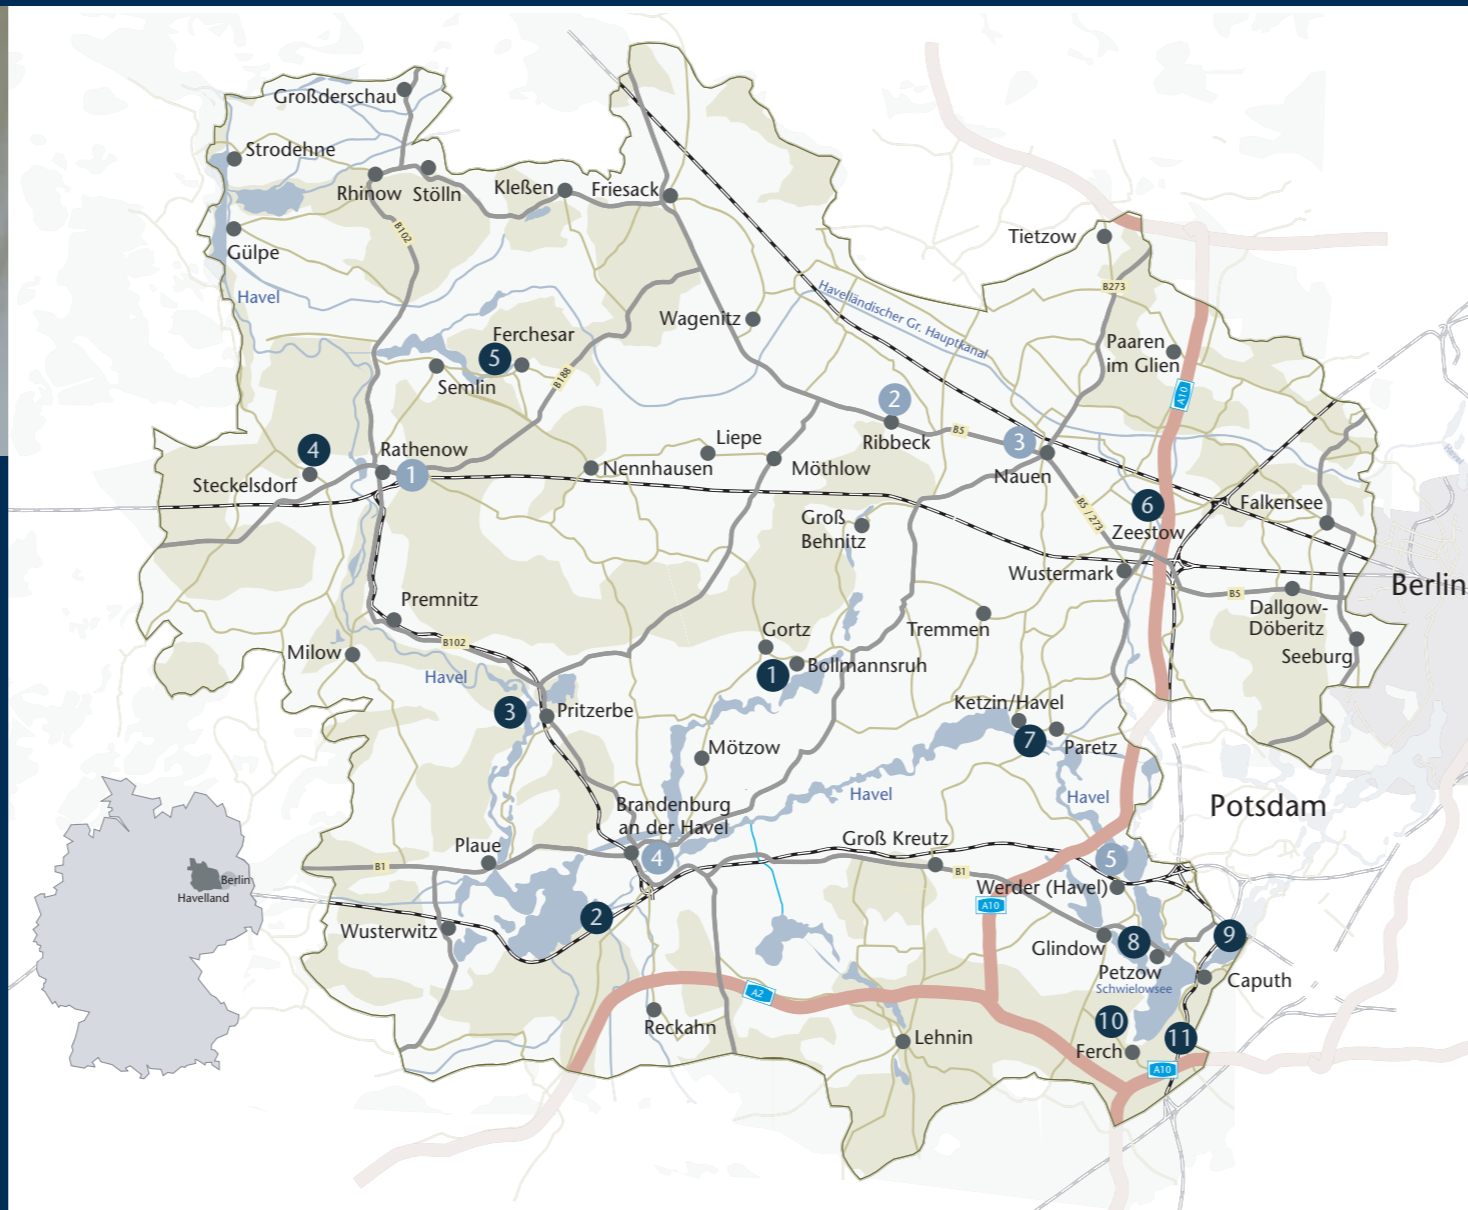 Großderschau
Strodehne
Rhinow
Stölln
Kleßen
Friesack
Gülpe
B102
Havel
Tietzow
B273
Havelländischer Gr. Hauptkanal
Wagenitz
Ferchesar
5
Semlin
B188
Paaren
im Glien
A10
2
Ribbeck
B5
3
Nauen
4
Steckelsdorf
Rathenow
1
Nennhausen
Liepe
Möthlow
Groß
Behnitz
B5 / 273
6
Zeestow
Falkensee
Wustermark
Berlin
B5
Dallgow-
Döberitz
Seeburg
Premnitz
B102
Milow
Havel
Gortz
1
Bollmannsruh
Tremmen
3
Pritzerbe
Ketzin/Havel
7
Paretz
Mötzow
Havel
Havel
Potsdam
Brandenburg
an der Havel
4
Plaue
B1
Groß Kreutz
B1
5
Werder (Havel)
A10
Berlin
Havelland
Wusterwitz
2
Glindow
8
Petzow
Schwielowsee
9
Caputh
A2
Reckahn
Lehnin
10
Ferch
11
A10